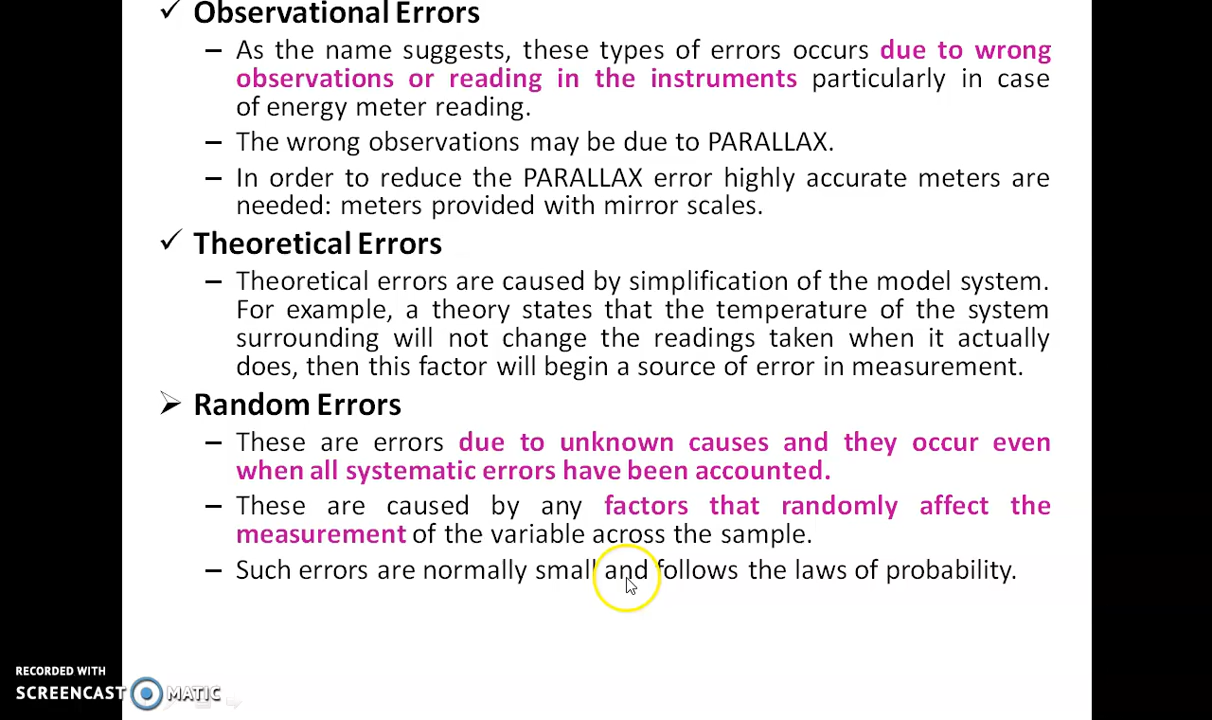 ✓ Observational Errors
– As the name suggests, these types of errors occurs due to wrong
observations or reading in the instruments particularly in case
of energy meter reading.
– The wrong observations may be due to PARALLAX.
– In order to reduce the PARALLAX error highly accurate meters are
needed: meters provided with mirror scales.
✓ Theoretical Errors
– Theoretical errors are caused by simplification of the model system.
For example, a theory states that the temperature of the system
surrounding will not change the readings taken when it actually
does, then this factor will begin a source of error in measurement.
➢ Random Errors
– These are errors due to unknown causes and they occur even
when all systematic errors have been accounted.
– These are caused by any factors that randomly affect the
measurement of the variable across the sample.
– Such errors are normally small and follows the laws of probability.
RECORDED WITH
SCREENCAST MATIC